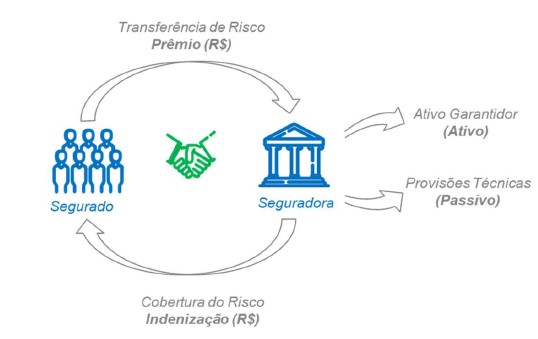 Transferência de Risco
Prêmio (R$)
Ativo Garantidor
(Ativo)
Provisões Técnicas
(Passivo)
Segurado
Seguradora
Cobertura do Risco
Indenização (R$)